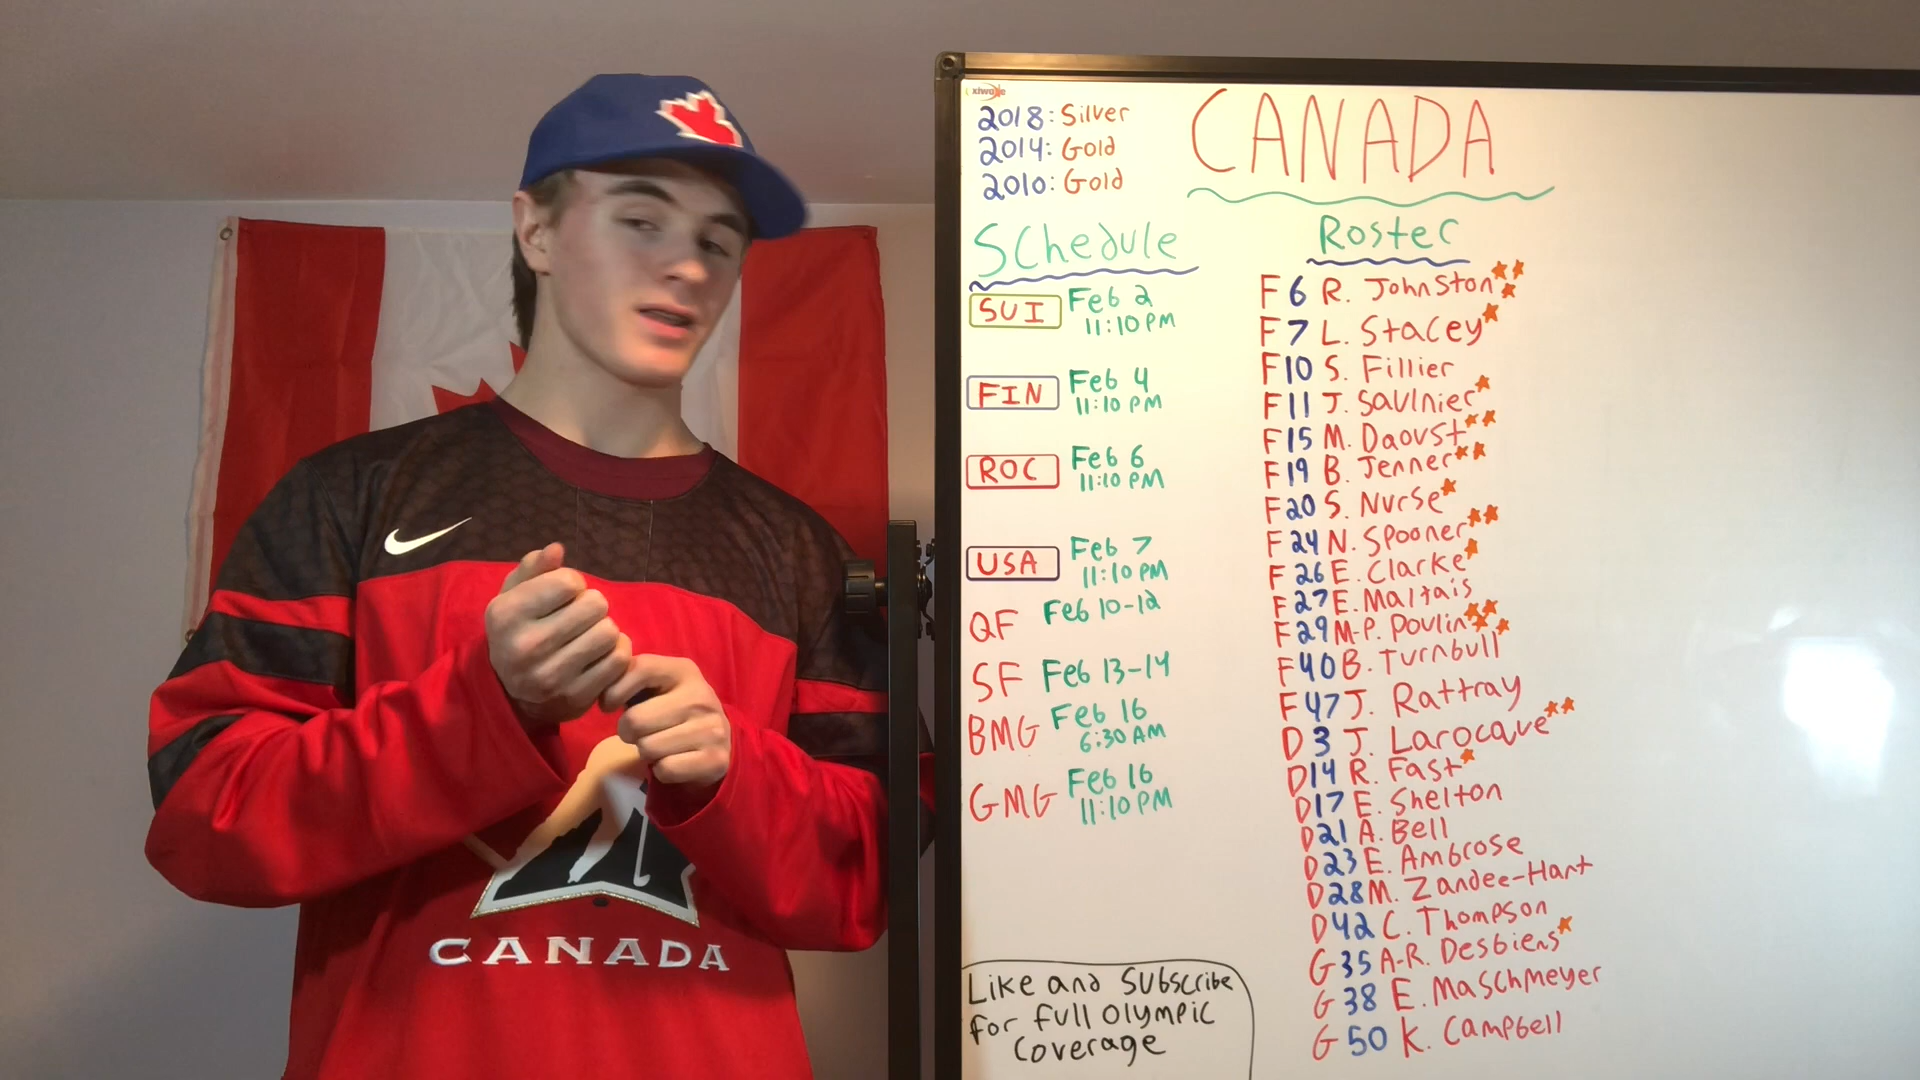 xiwode
2018: Silver
2014: Gold
2010: Gold
CANADA
Schedule
SUI Feb 2
11:10 PM
FIN Feb 4
11:10 PM
ROC Feb 6
11:10 PM
USA Feb 7
11:10 PM
QF Feb 10-12
SF Feb 13-14
BMG Feb 16
6:30 AM
GMG Feb 16
11:10 PM
Like and Subscribe
for full Olympic
Coverage
Roster
F 6 R. Johnston
F 7 L. Stacey
F 10 S. Fillier
F 11 J. Saulnier
F 15 M. Daoust
F 19 B. Jenner
F 20 S. Nurse
F 24 N. Spooner
F 26 E. Clarke
F 27 E. Maltais
F 29 M-P. Poulin
F 40 B. Turnbull
F 47 J. Rattray
D 3 J. Larocque
D 14 R. Fast
D 17 E. Shelton
D 21 A. Bell
D 23 E. Ambrose
D 28 M. Zandee-Hart
D 42 C. Thompson
G 35 A-R. Desbiens
G 38 E. Maschmeyer
G 50 K. Campbell
CANADA